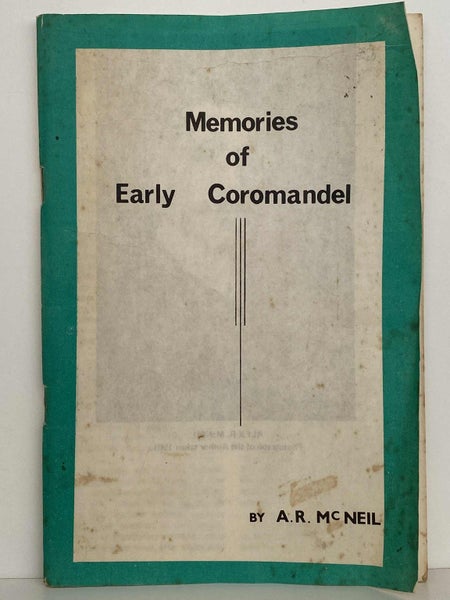 Memories
of
Early Coromandel
BY A.R. McNEIL